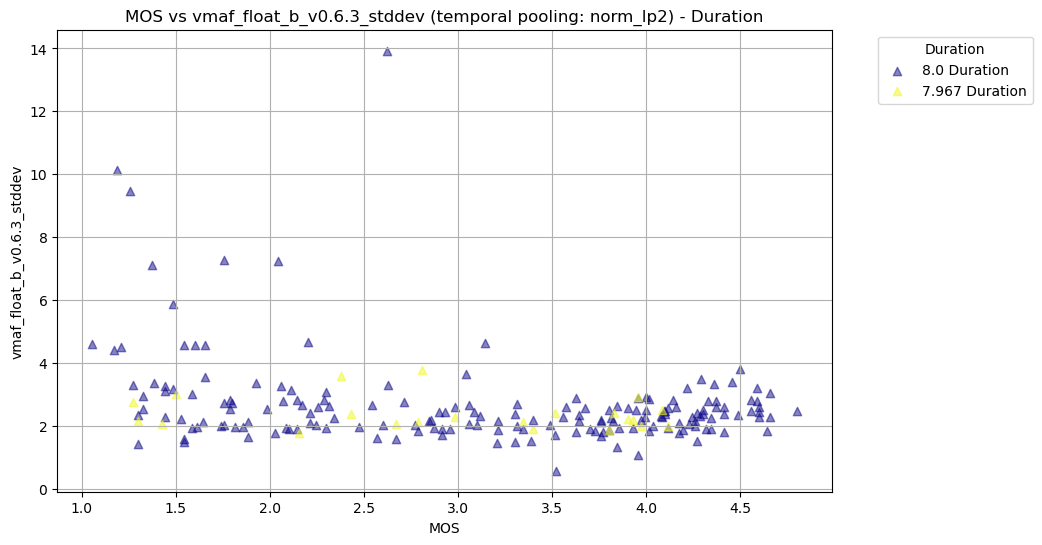 MOS vs vmaf_float_b_v0.6.3_stddev (temporal pooling: norm_lp2) - Duration
Duration
8.0 Duration
7.967 Duration
vmaf_float_b_v0.6.3_stddev
14
12
10
8
6
4
2
0
1.0 1.5 2.0 2.5 3.0 3.5 4.0 4.5
MOS